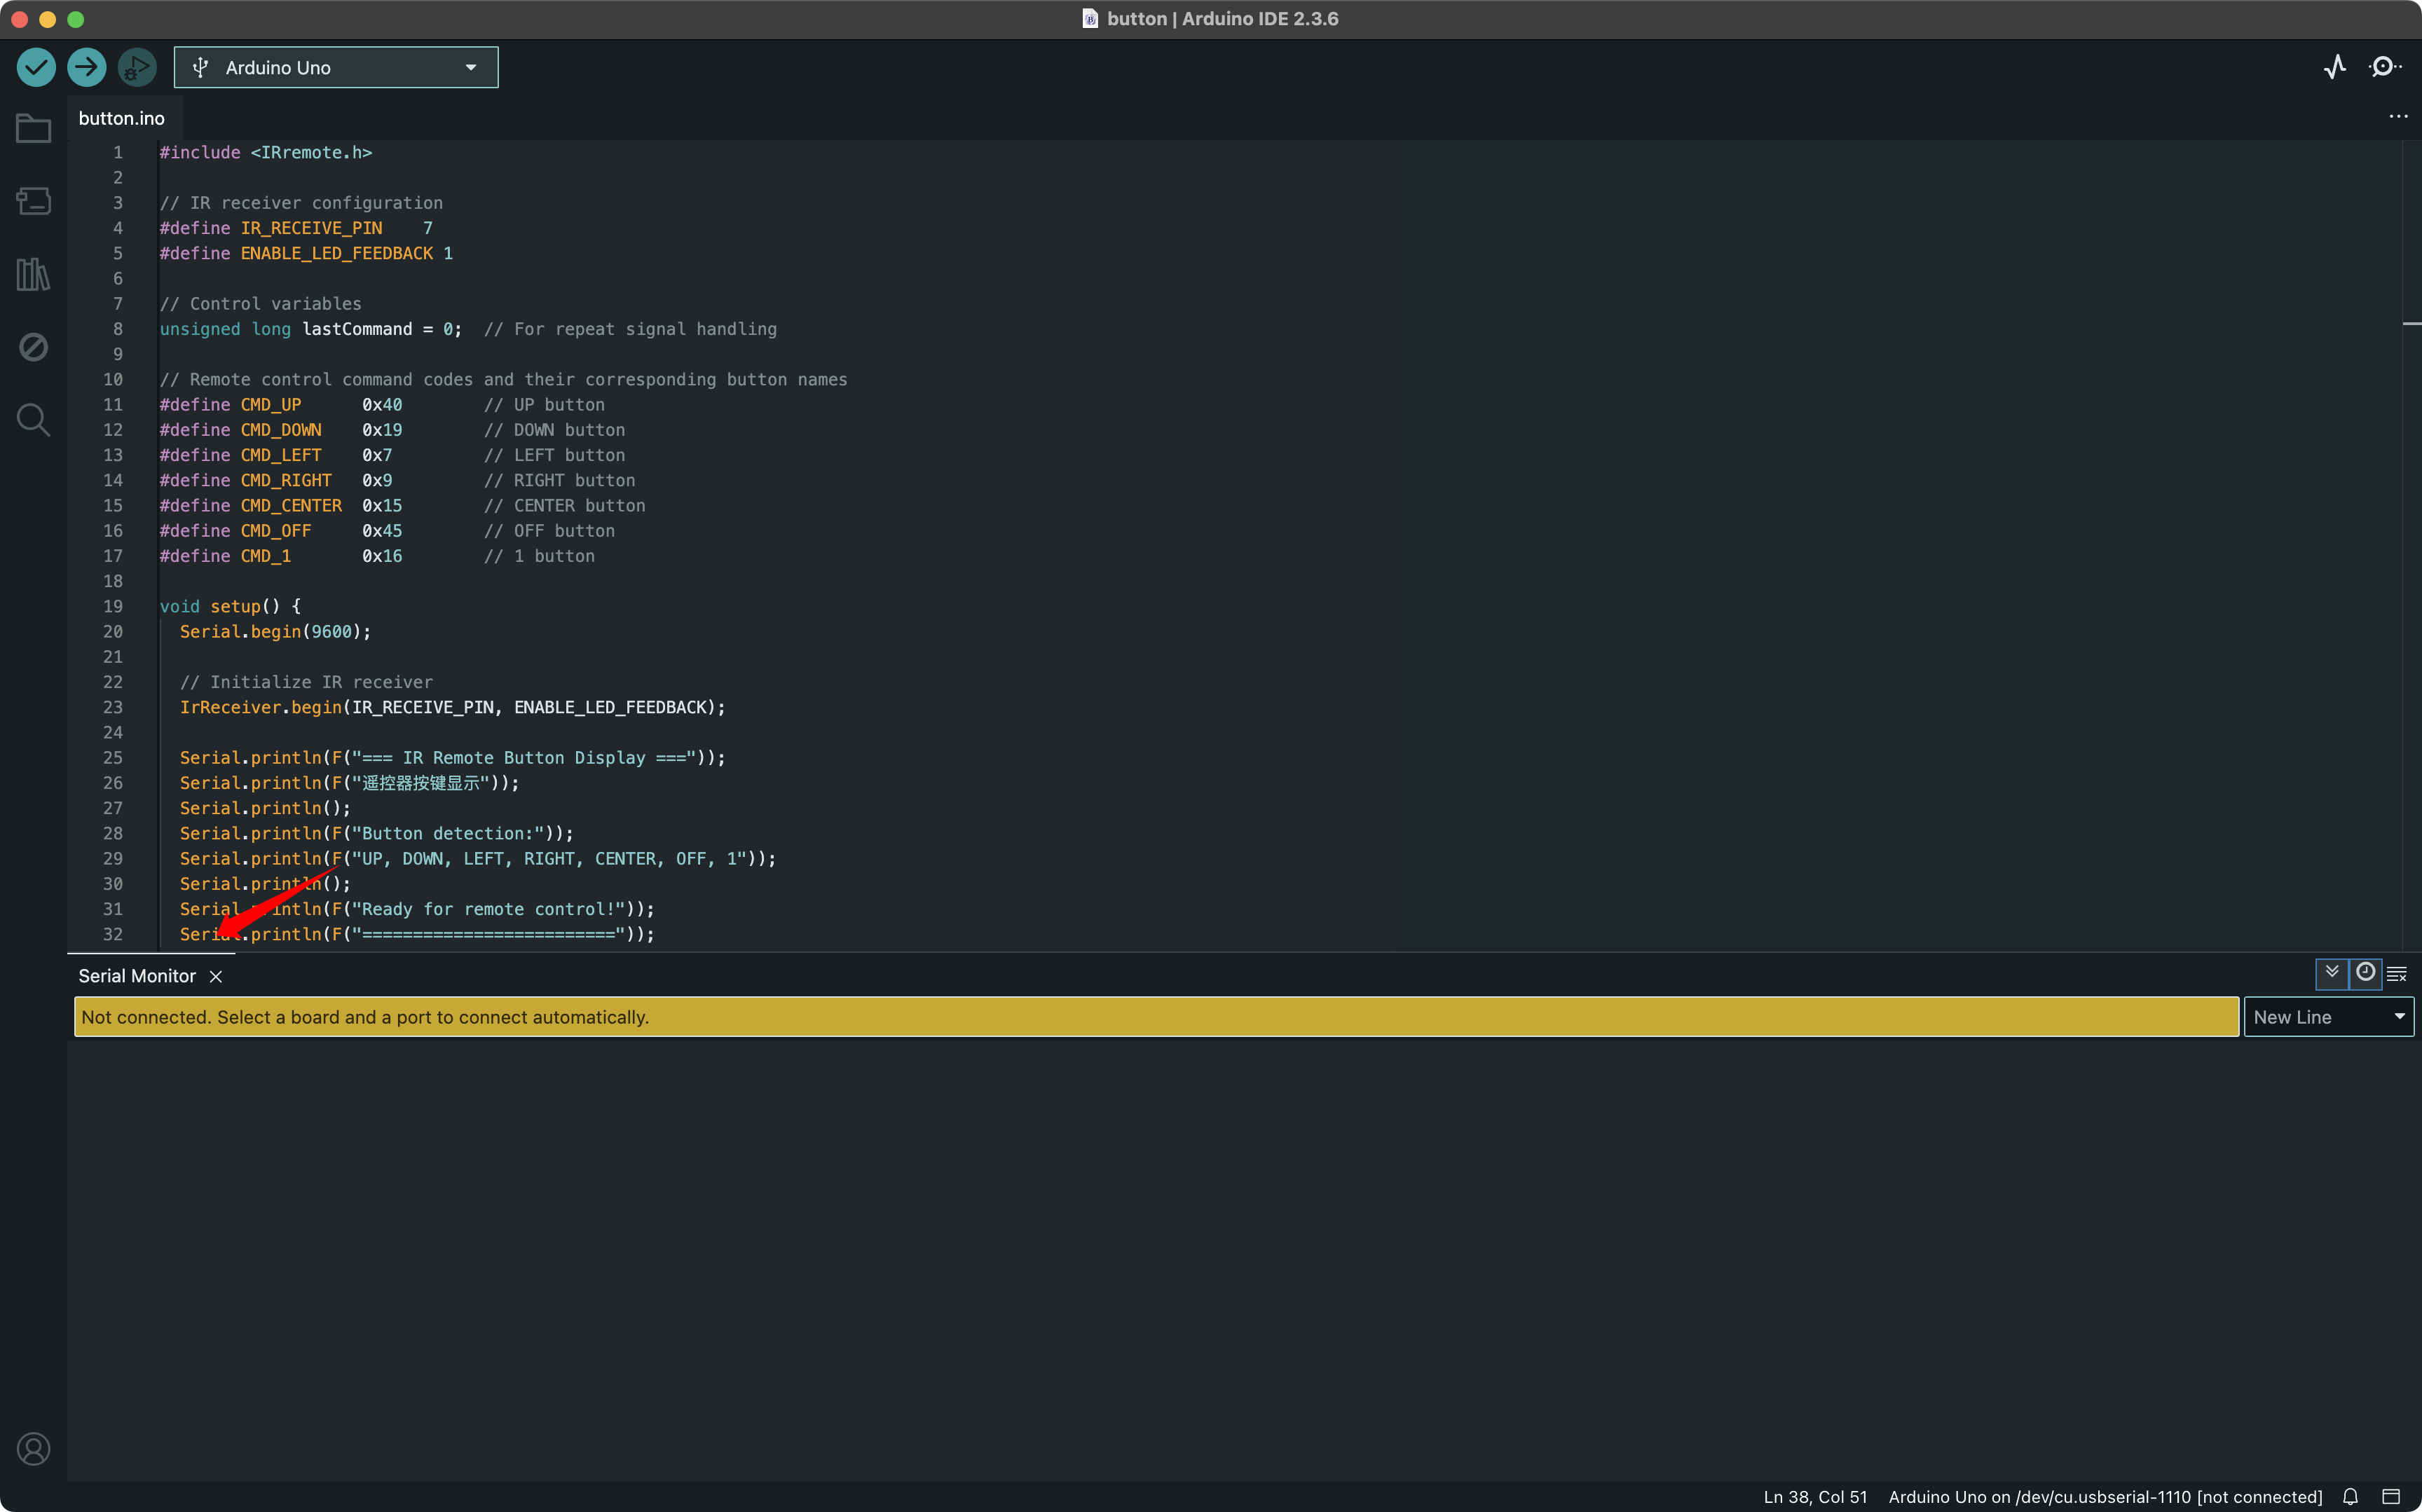 button | Arduino IDE 2.3.6
Arduino Uno
button.ino
1 #include <IRremote.h>
2
3 // IR receiver configuration
4 #define IR_RECEIVE_PIN    7
5 #define ENABLE_LED_FEEDBACK 1
6
7 // Control variables
8 unsigned long lastCommand = 0;  // For repeat signal handling
9
10 // Remote control command codes and their corresponding button names
11 #define CMD_UP      0x40        // UP button
12 #define CMD_DOWN    0x19        // DOWN button
13 #define CMD_LEFT    0x7         // LEFT button
14 #define CMD_RIGHT   0x9         // RIGHT button
15 #define CMD_CENTER  0x15        // CENTER button
16 #define CMD_OFF     0x45        // OFF button
17 #define CMD_1       0x16        // 1 button
18
19 void setup() {
20   Serial.begin(9600);
21
22   // Initialize IR receiver
23   IrReceiver.begin(IR_RECEIVE_PIN, ENABLE_LED_FEEDBACK);
24
25   Serial.println(F("=== IR Remote Button Display ==="));
26   Serial.println(F("遥控器按键显示"));
27   Serial.println();
28   Serial.println(F("Button detection:"));
29   Serial.println(F("UP, DOWN, LEFT, RIGHT, CENTER, OFF, 1"));
30   Serial.println();
31   Serial.println(F("Ready for remote control!"));
32   Serial.println(F("========================="));
Serial Monitor
Not connected. Select a board and a port to connect automatically.
New Line
Ln 38, Col 51 Arduino Uno on /dev/cu.usbserial-1110 [not connected]